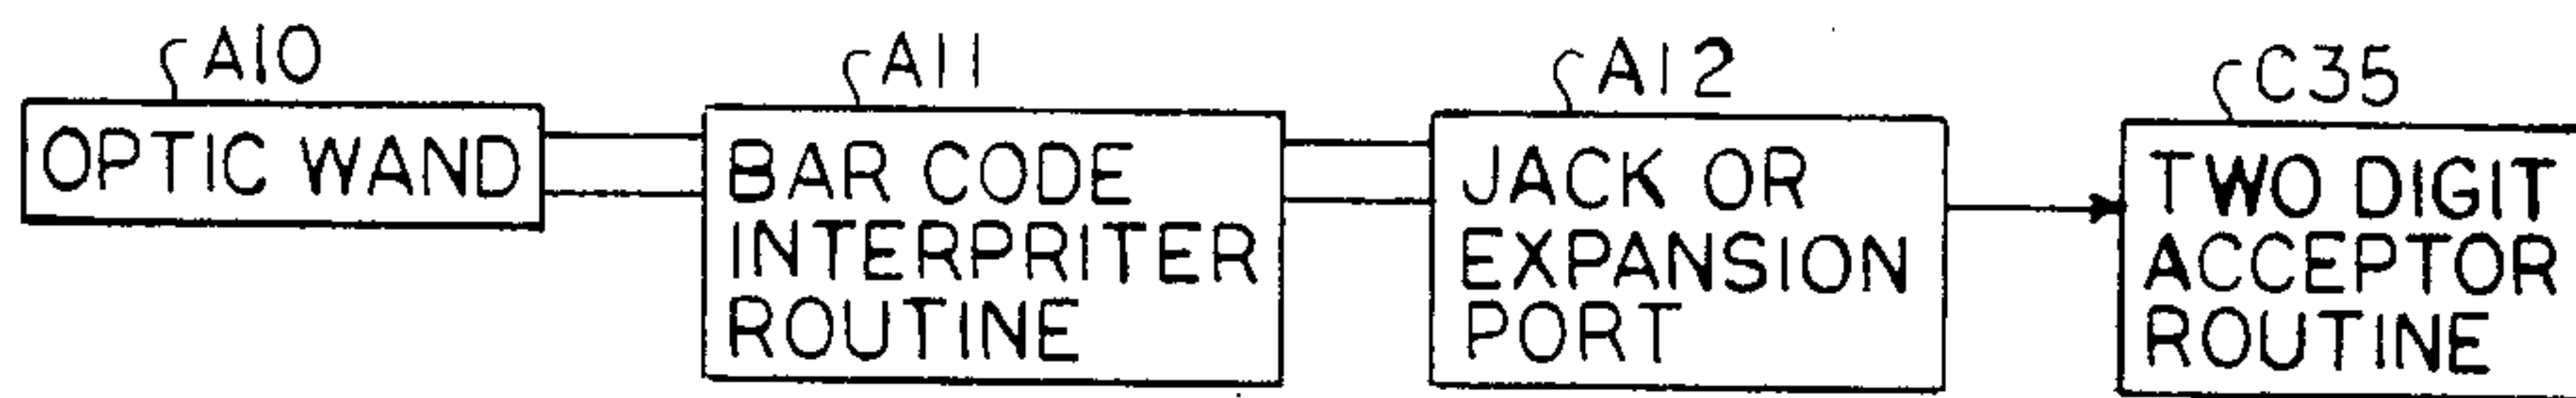 A10
OPTIC WAND
A11
BAR CODE
INTERPRITER
ROUTINE
A12
JACK OR
EXPANSION
PORT
C35
TWO DIGIT
ACCEPTOR
ROUTINE